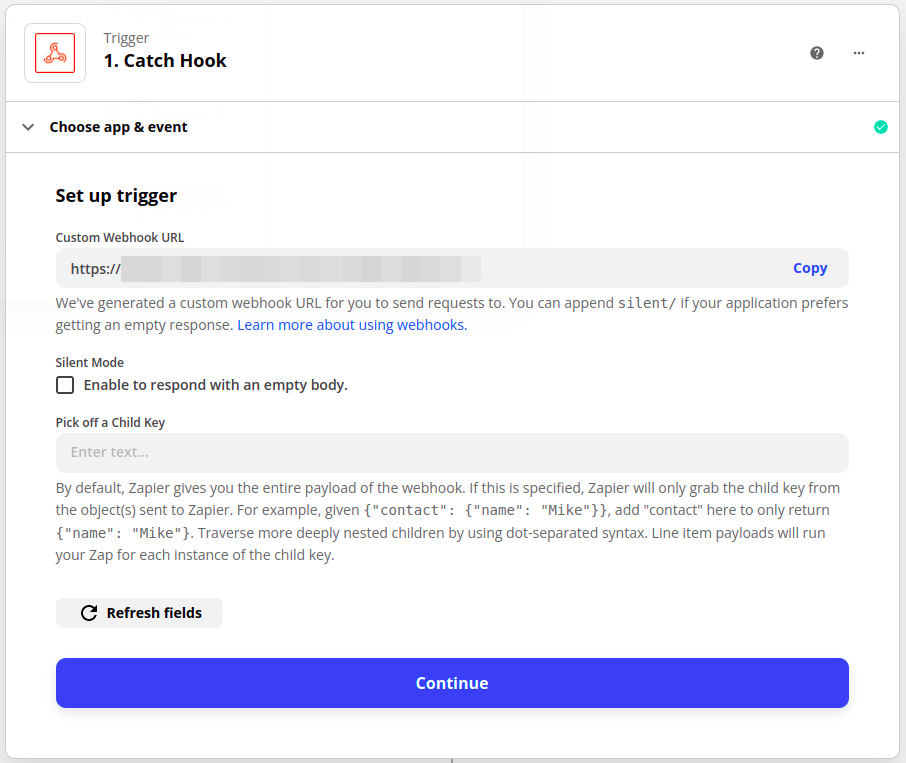 Trigger
1. Catch Hook
Choose app & event
Set up trigger
Custom Webhook URL
https://
Copy
We've generated a custom webhook URL for you to send requests to. You can append silent/ if your application prefers
getting an empty response. Learn more about using webhooks.
Silent Mode
Enable to respond with an empty body.
Pick off a Child Key
Enter text...
By default, Zapier gives you the entire payload of the webhook. If this is specified, Zapier will only grab the child key from
the object(s) sent to Zapier. For example, given {"contact": {"name": "Mike"}}, add "contact" here to only return
{"name": "Mike"}. Traverse more deeply nested children by using dot-separated syntax. Line item payloads will run
your Zap for each instance of the child key.
Refresh fields
Continue